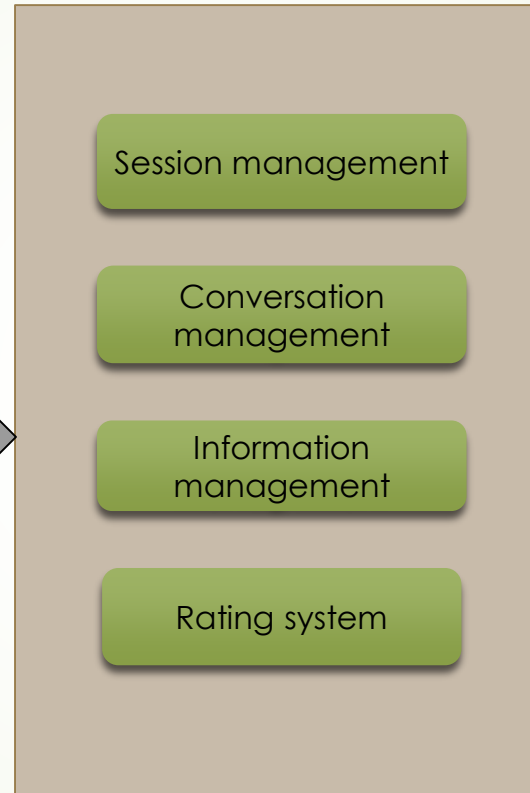 Session management
Conversation
management
Information
management
Rating system